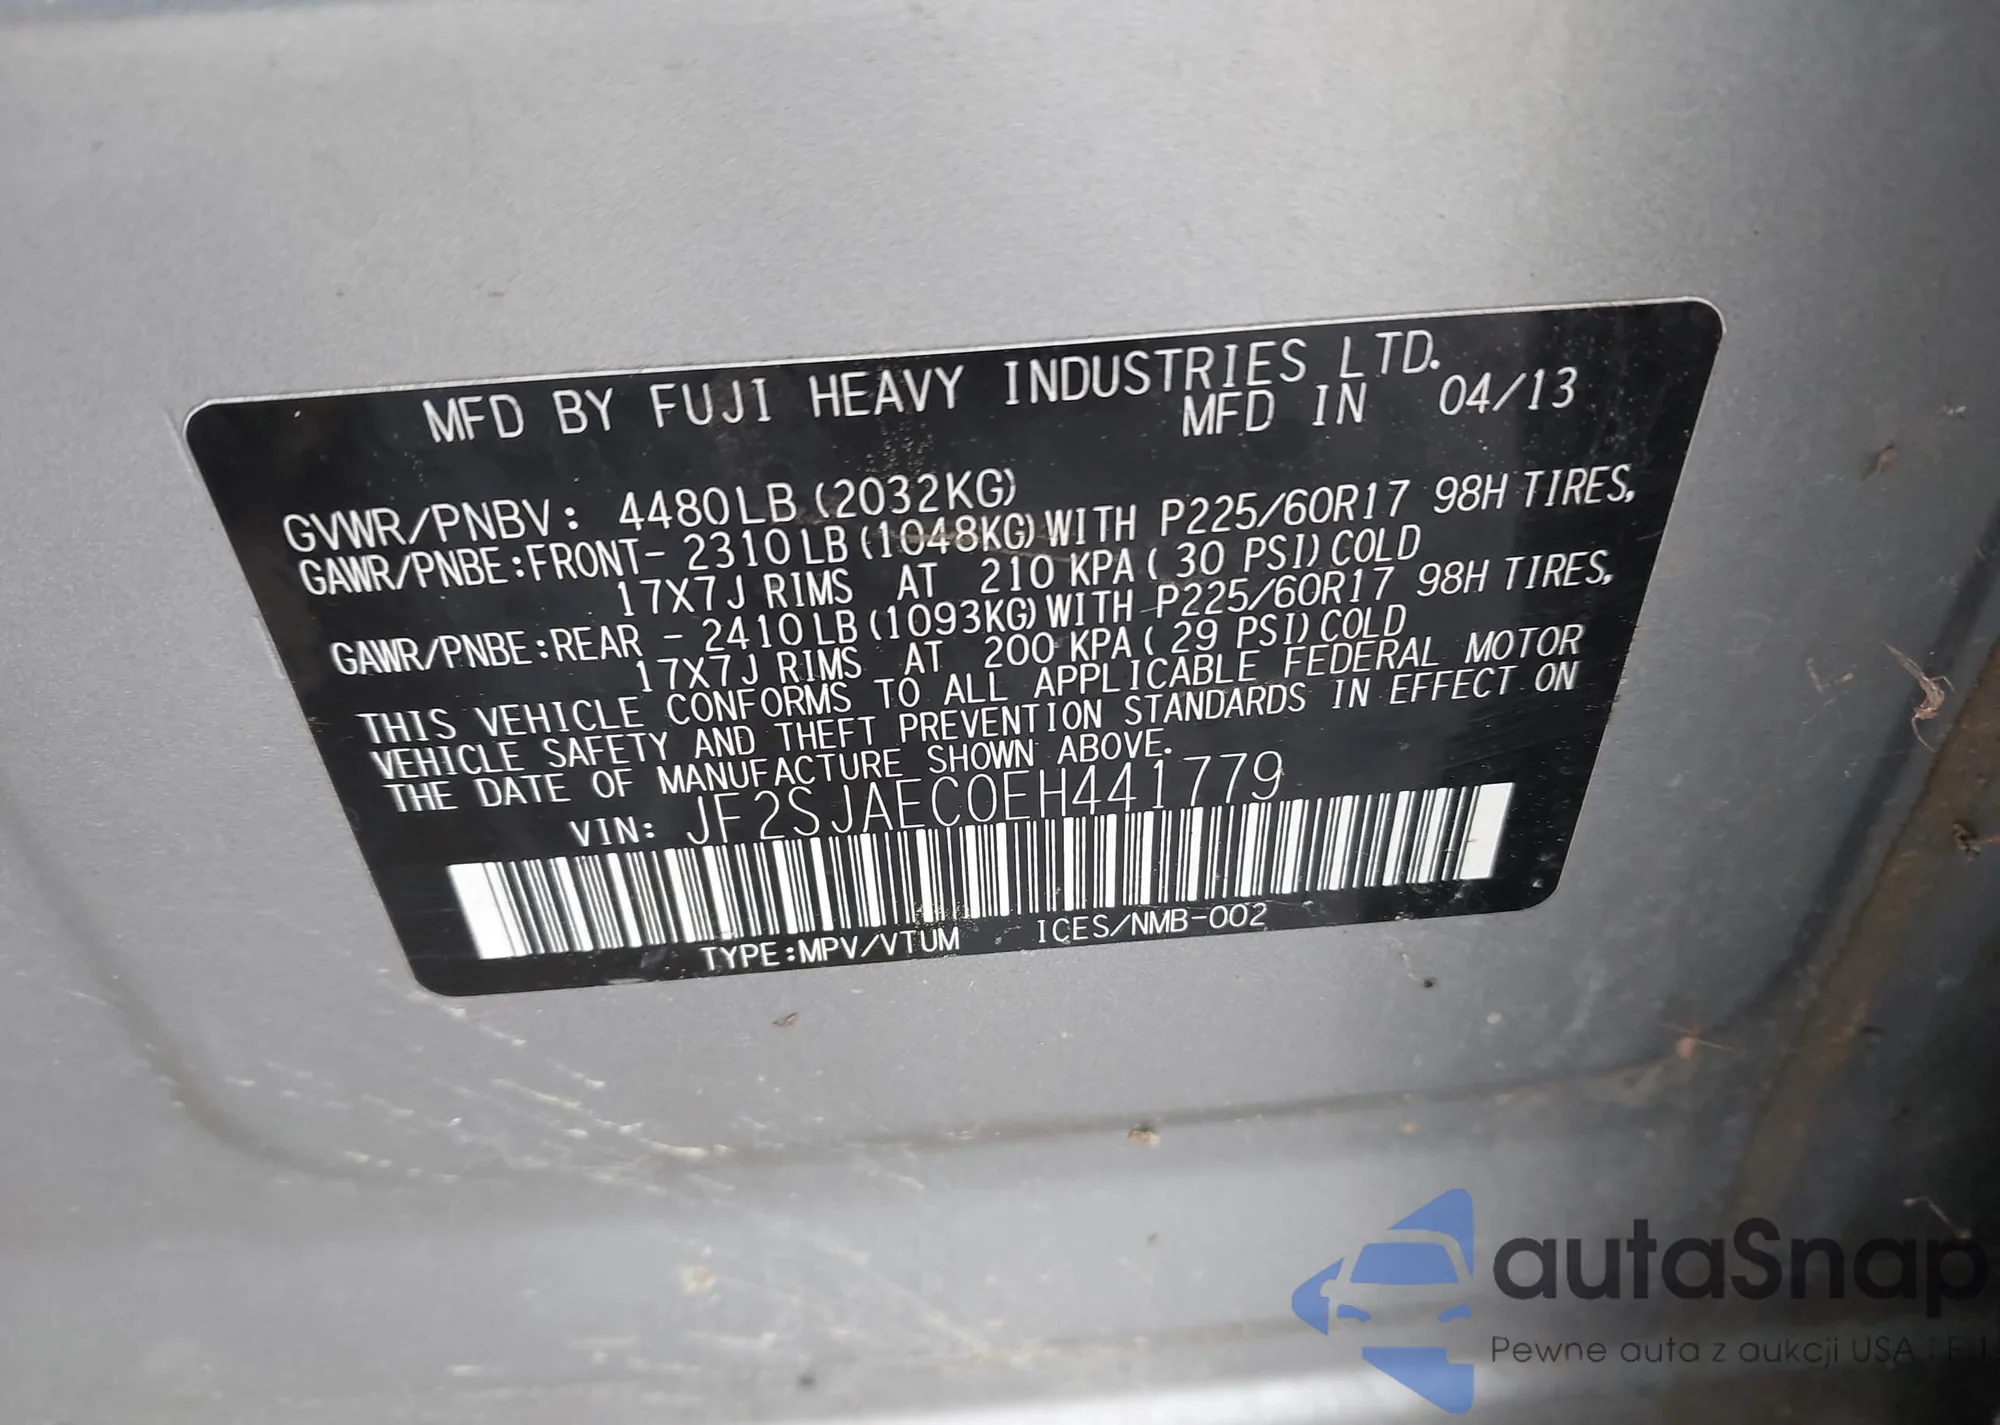 MFD BY FUJI HEAVY INDUSTRIES LTD.
MFD IN 04/13
GVWR/PNBV: 4480LB (2032KG)
GAWR/PNBE:FRONT- 2310LB (1048KG)WITH P225/60R17 98H TIRES,
17X7J RIMS AT 210 KPA ( 30 PSI) COLD
GAWR/PNBE:REAR - 2410LB (1093KG)WITH P225/60R17 98H TIRES,
17X7J RIMS AT 200 KPA ( 29 PSI) COLD
THIS VEHICLE CONFORMS TO ALL APPLICABLE FEDERAL MOTOR
VEHICLE SAFETY AND THEFT PREVENTION STANDARDS IN EFFECT ON
THE DATE OF MANUFACTURE SHOWN ABOVE.
VIN: JF2SJAEC0EH441779
TYPE:MPV/VTUM ICES/NMB-002
autaSnap
Pewne auta z aukcji USA i EU